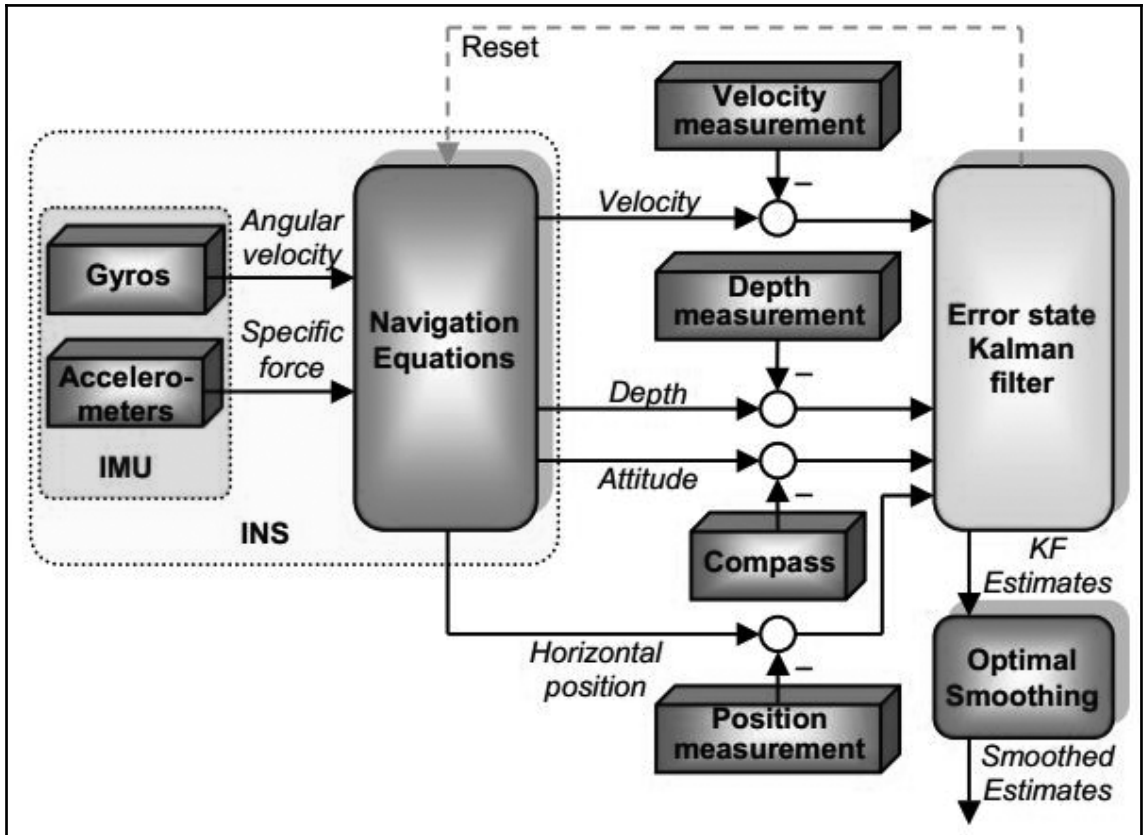 Reset
Velocity
measurement
Angular
velocity
Velocity
–
Gyros
Depth
measurement
Navigation
Equations
Error state
Kalman
filter
Specific
force
Accelero-
meters
Depth
–
IMU
Attitude
–
INS
Compass
KF
Estimates
Horizontal
position
–
Optimal
Smoothing
Position
measurement
Smoothed
Estimates